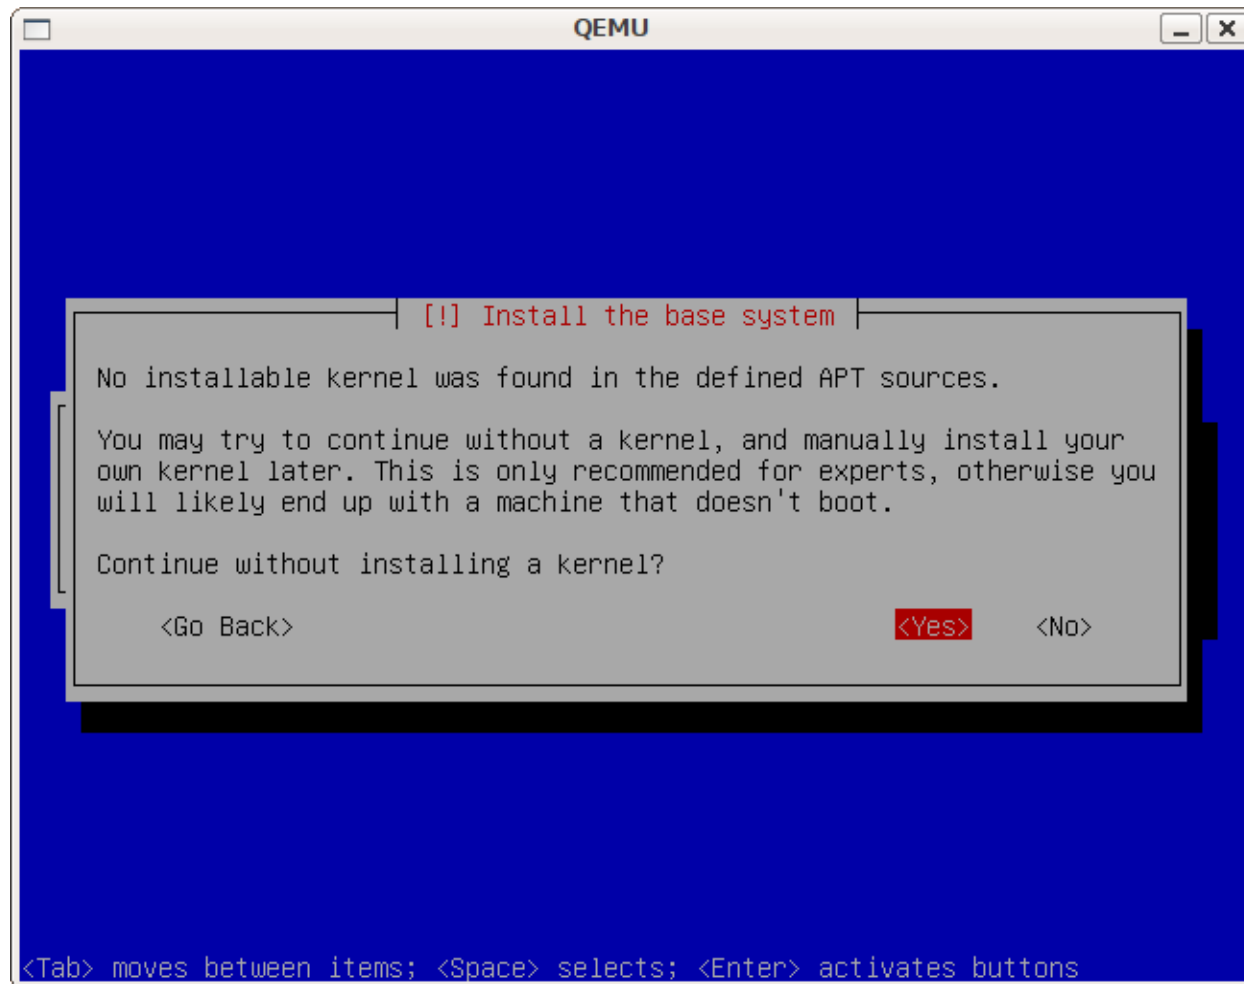 QEMU
[!] Install the base system
No installable kernel was found in the defined APT sources.
You may try to continue without a kernel, and manually install your
own kernel later. This is only recommended for experts, otherwise you
will likely end up with a machine that doesn't boot.
Continue without installing a kernel?
<Go Back> <Yes> <No>
<Tab> moves between items; <Space> selects; <Enter> activates buttons